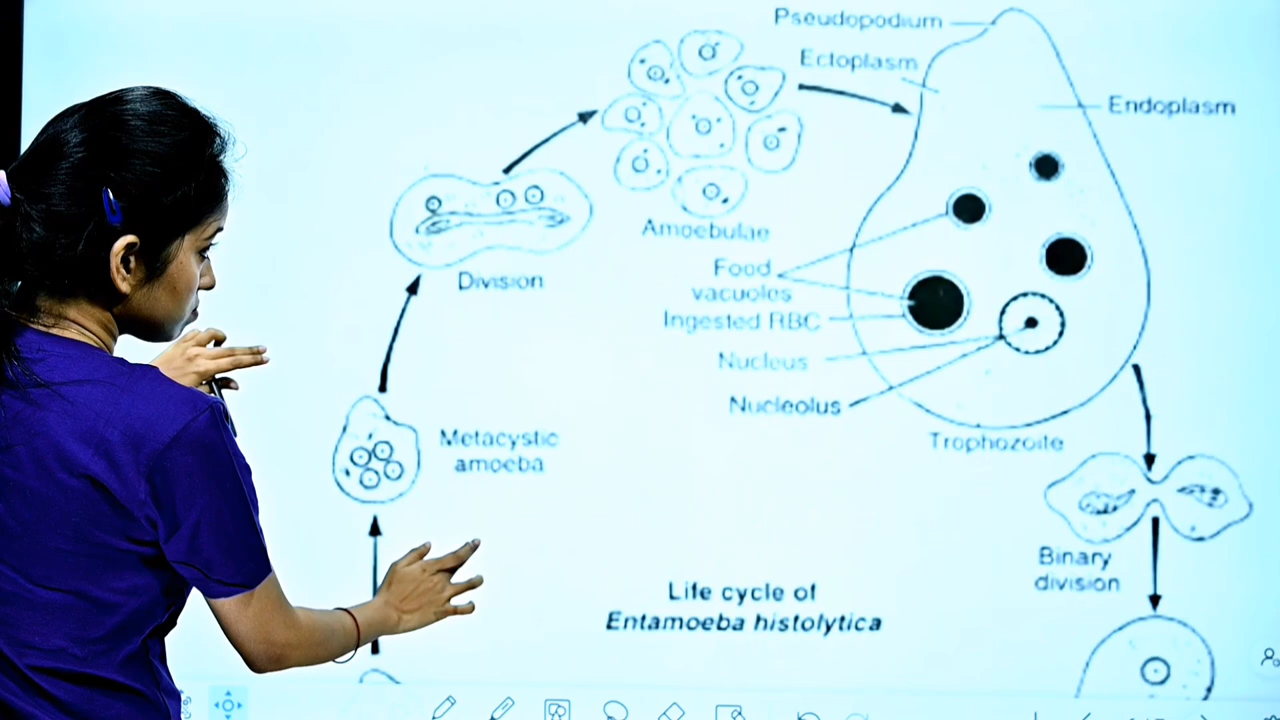 Pseudopodium
Ectoplasm
Endoplasm
Amoebulae
Division
Food
vacuoles
Ingested RBC
Nucleus
Nucleolus
Trophozoite
Metacystic
amoeba
Binary
division
Life cycle of
Entamoeba histolytica